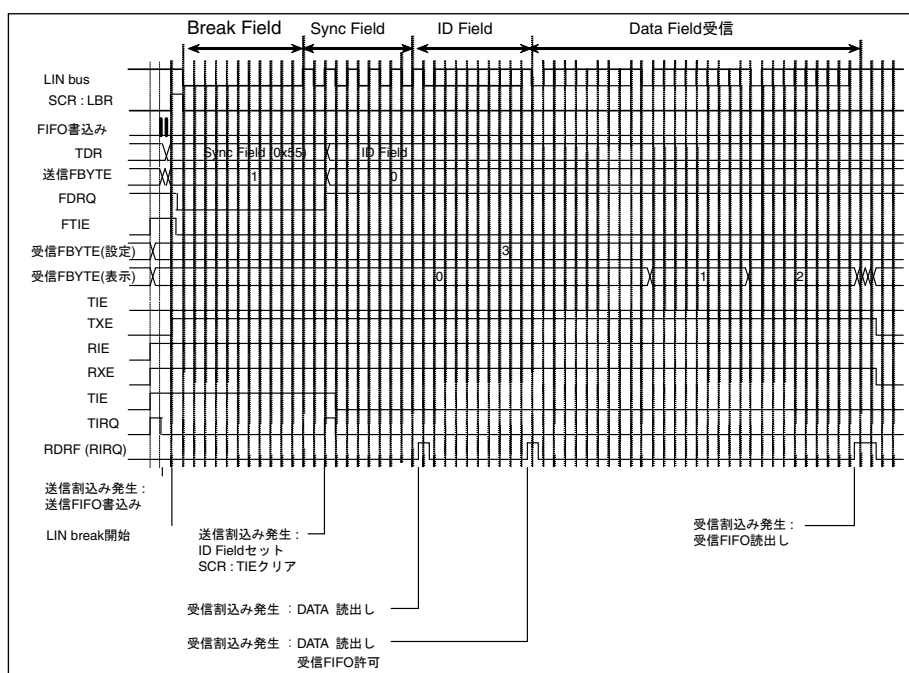 Break Field Sync Field ID Field Data Field受信
LIN bus
SCR : LBR
FIFO書込み
TDR Sync Field (0x55) ID Field
送信FBYTE 1 0
FDRQ
FTIE
受信FBYTE(設定) 3
受信FBYTE(表示) 0 1 2
TIE
TXE
RIE
RXE
TIE
TIRQ
RDRF (RIRQ)
送信割込み発生 :
送信FIFO書込み
LIN break開始
送信割込み発生 :
ID Fieldセット
SCR : TIEクリア
受信割込み発生 :
受信FIFO読出し
受信割込み発生 : DATA 読出し
受信割込み発生 : DATA 読出し
受信FIFO許可